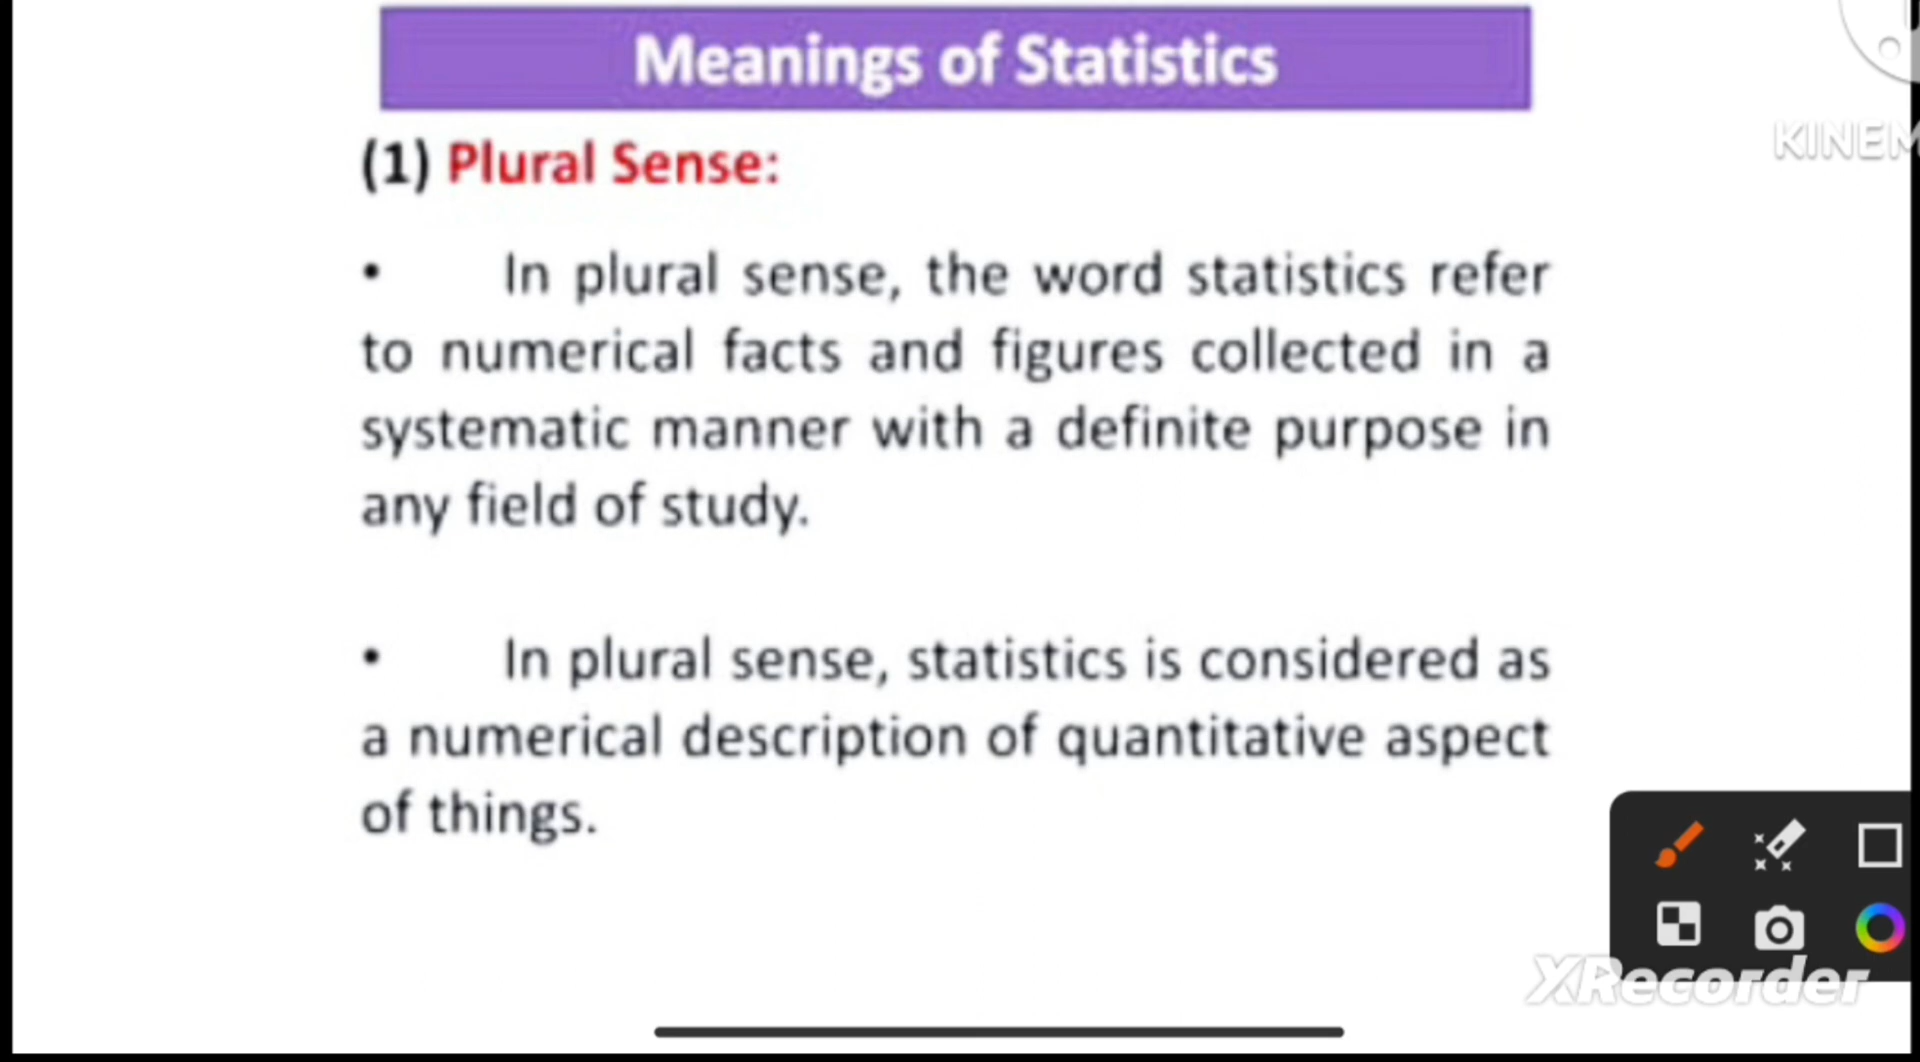 Meanings of Statistics
KINEM
(1) Plural Sense:
• In plural sense, the word statistics refer
to numerical facts and figures collected in a
systematic manner with a definite purpose in
any field of study.
• In plural sense, statistics is considered as
a numerical description of quantitative aspect
of things.
XRecorder